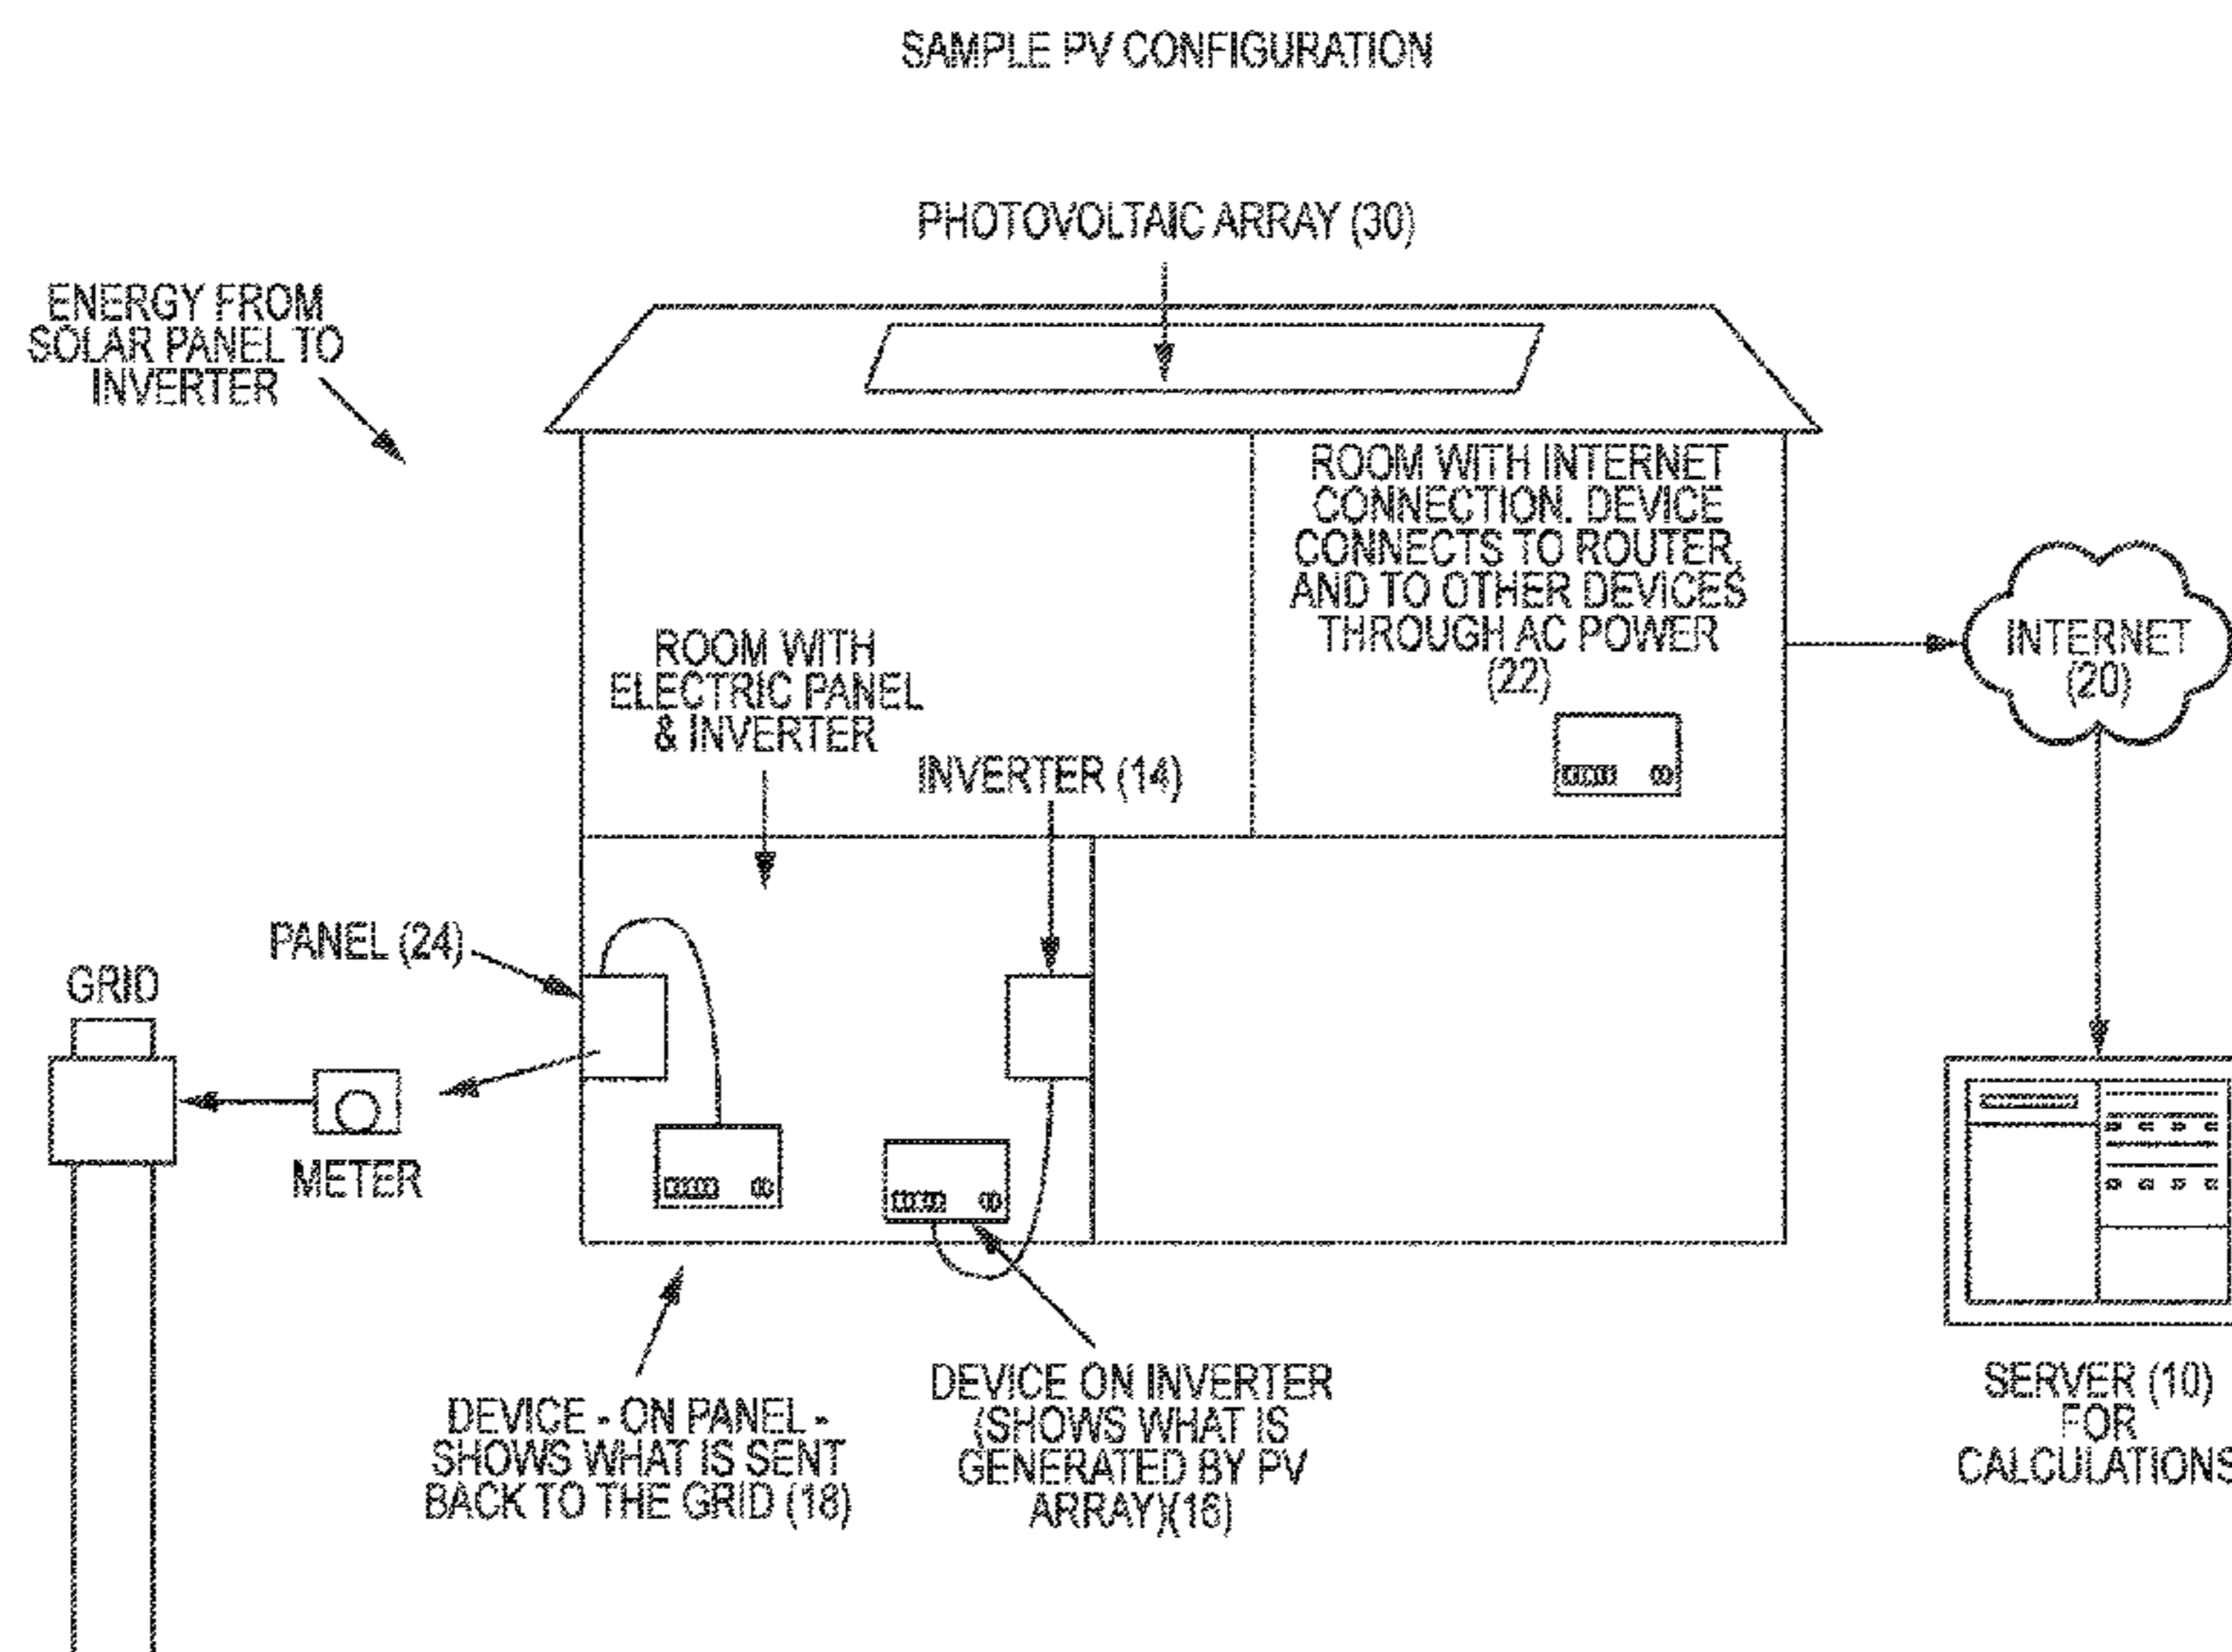 SAMPLE PV CONFIGURATION
PHOTOVOLTAIC ARRAY (30)
ENERGY FROM
SOLAR PANEL TO
INVERTER
ROOM WITH INTERNET
CONNECTION. DEVICE
CONNECTS TO ROUTER,
AND TO OTHER DEVICES
THROUGH AC POWER
(22)
INTERNET
(20)
ROOM WITH
ELECTRIC PANEL
& INVERTER
INVERTER (14)
PANEL (24)
GRID
METER
DEVICE - ON PANEL -
SHOWS WHAT IS SENT
BACK TO THE GRID (18)
DEVICE ON INVERTER
(SHOWS WHAT IS
GENERATED BY PV
ARRAY)(16)
SERVER (10)
FOR
CALCULATIONS